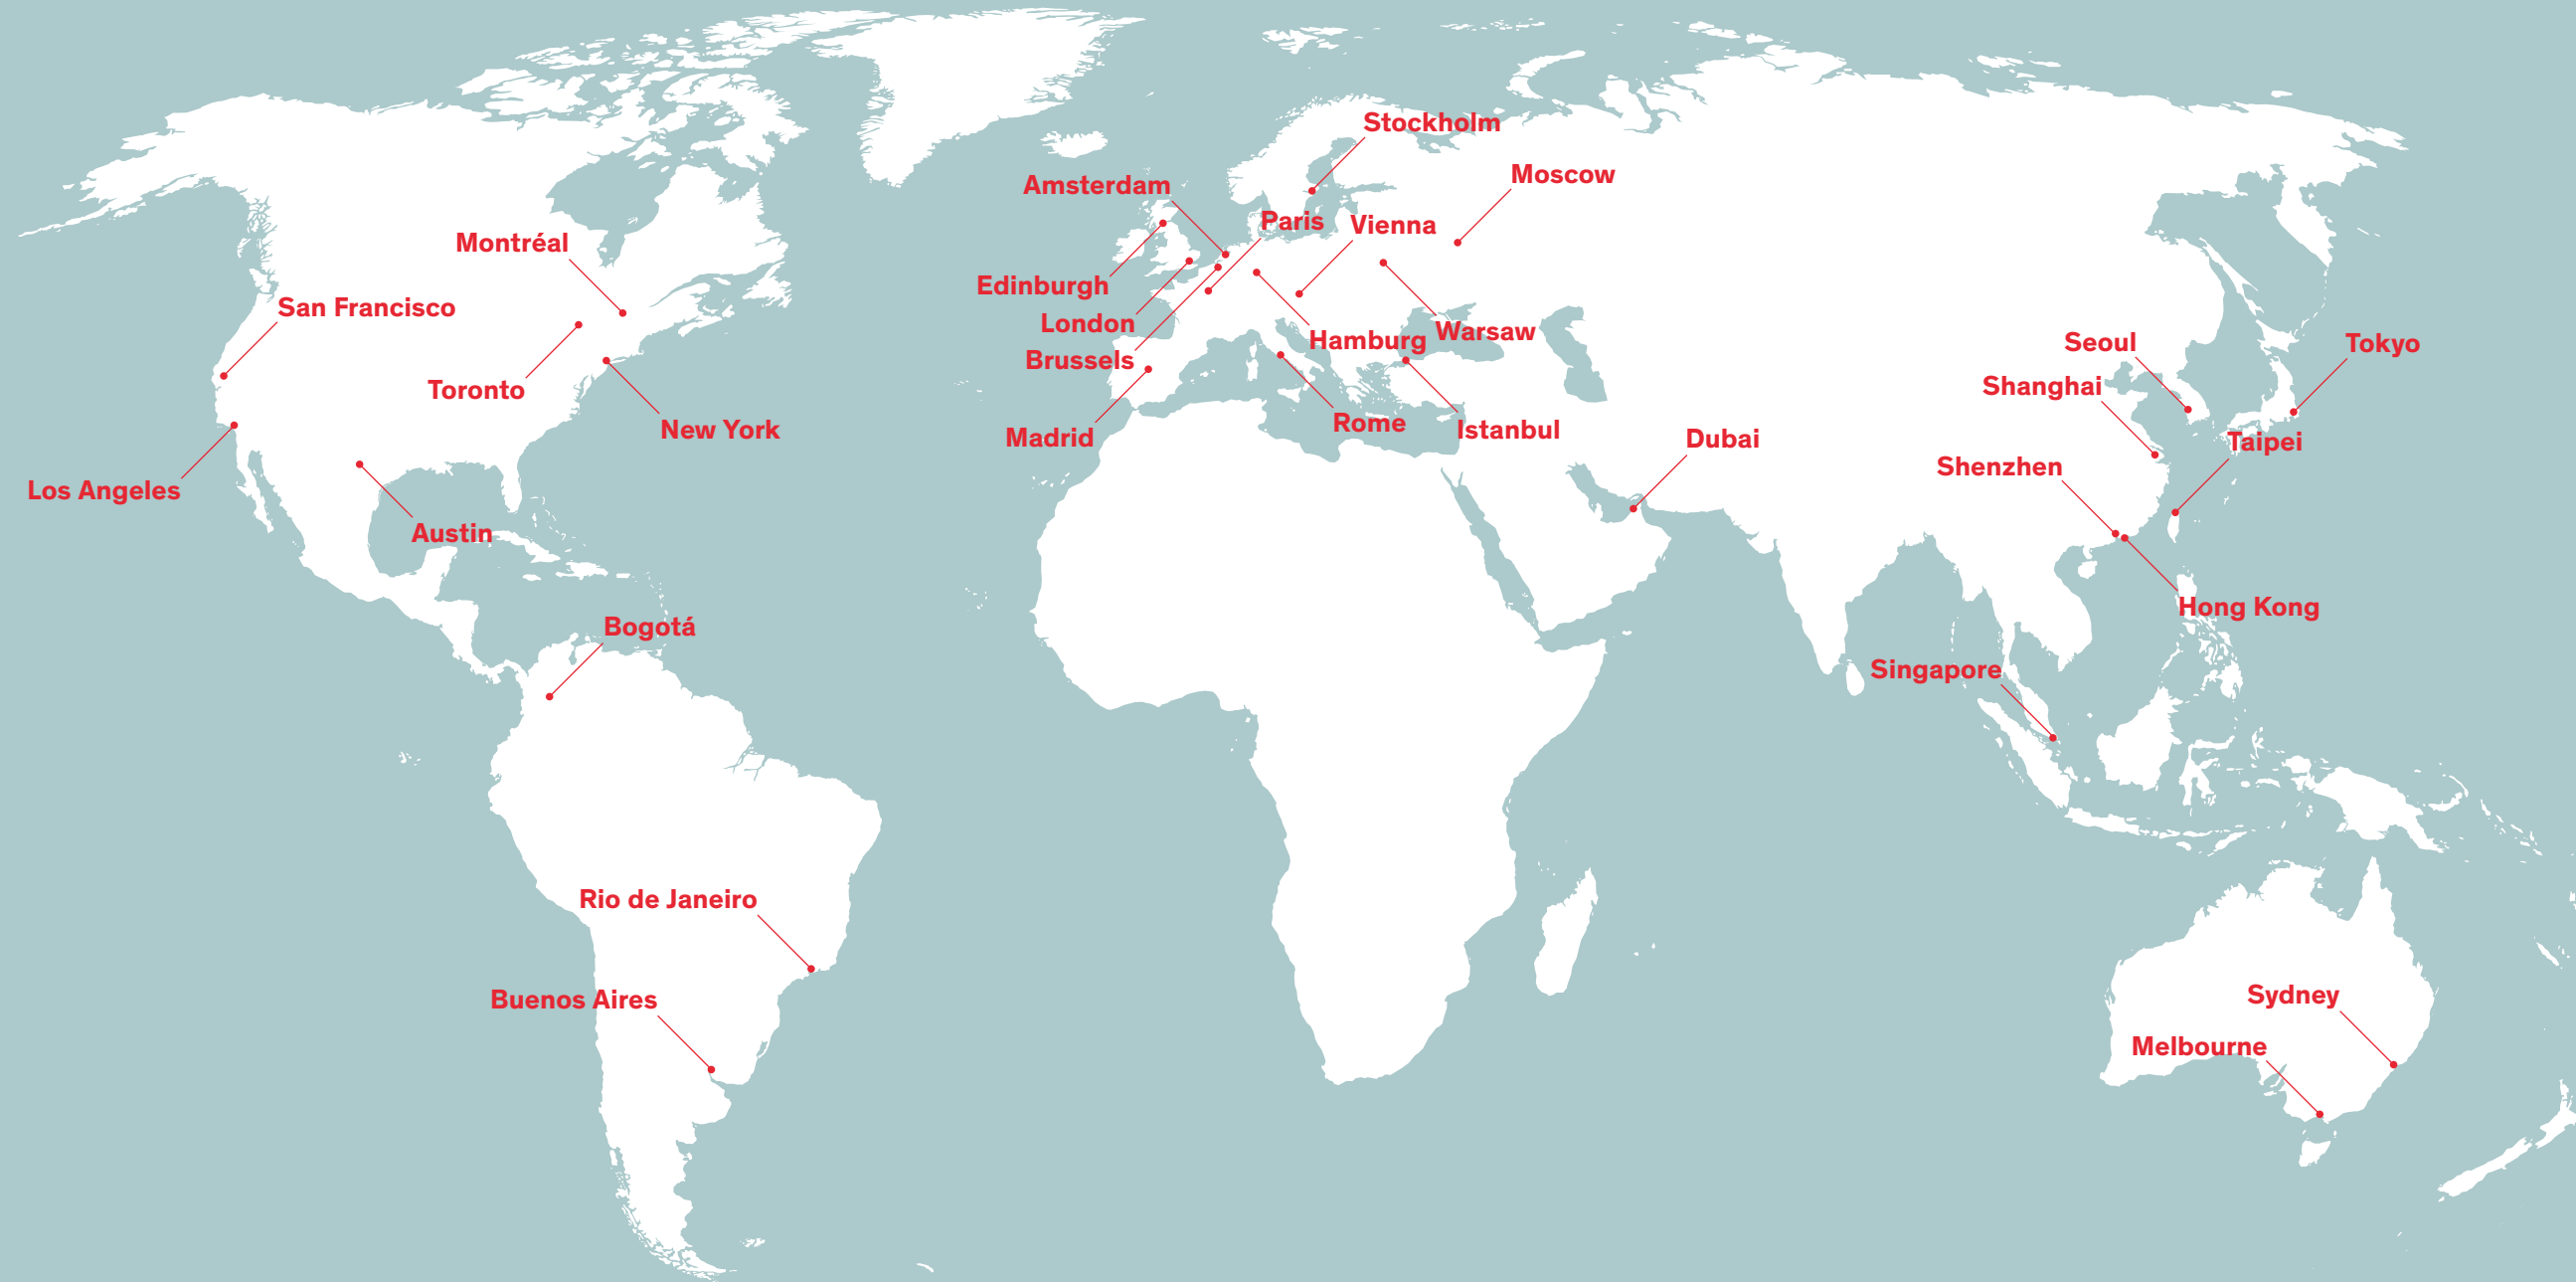 Stockholm
Moscow
Amsterdam
Paris
Vienna
Montréal
Edinburgh
San Francisco
London
Warsaw
Hamburg
Seoul
Tokyo
Brussels
Shanghai
Toronto
Rome
New York
Istanbul
Madrid
Dubai
Taipei
Shenzhen
Los Angeles
Austin
Hong Kong
Bogotá
Singapore
Rio de Janeiro
Sydney
Buenos Aires
Melbourne